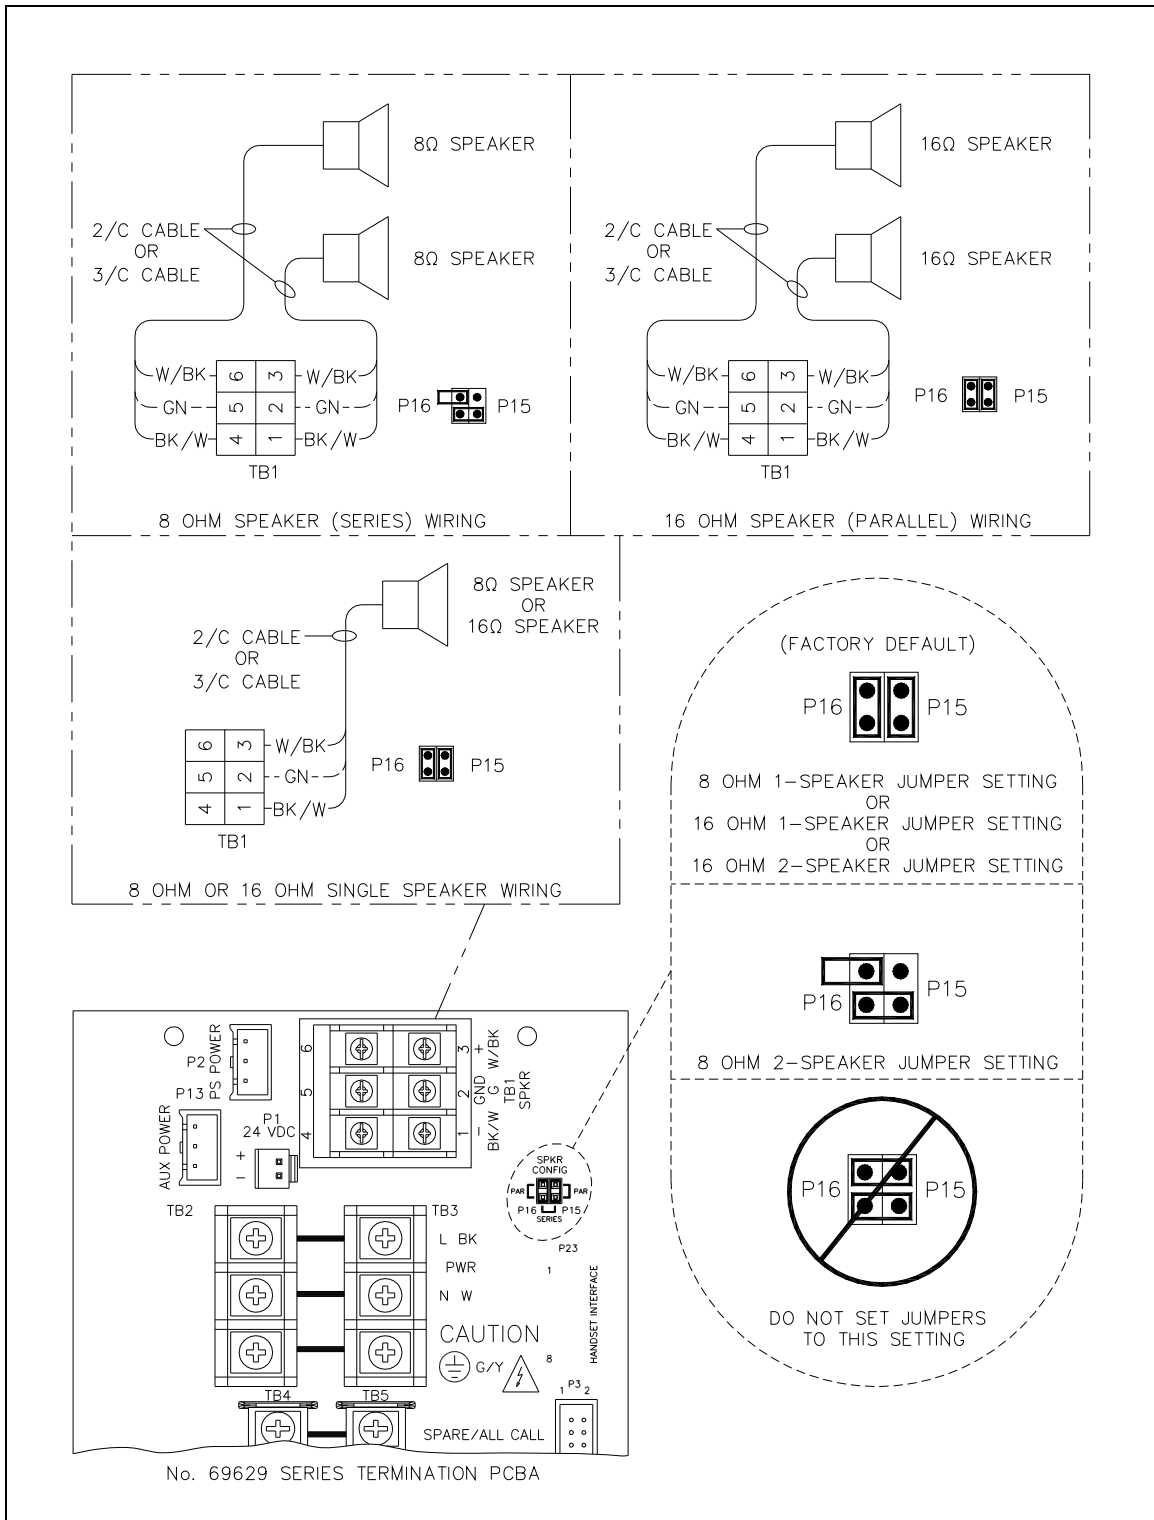 8Ω SPEAKER
2/C CABLE
OR
3/C CABLE
8Ω SPEAKER
W/BK 6 3 W/BK
GN 5 2 GN
BK/W 4 1 BK/W
TB1
P16 P15
8 OHM SPEAKER (SERIES) WIRING
16Ω SPEAKER
2/C CABLE
OR
3/C CABLE
16Ω SPEAKER
W/BK 6 3 W/BK
GN 5 2 GN
BK/W 4 1 BK/W
TB1
P16 P15
16 OHM SPEAKER (PARALLEL) WIRING
8Ω SPEAKER
OR
16Ω SPEAKER
2/C CABLE
OR
3/C CABLE
6 3 W/BK
5 2 GN
4 1 BK/W
TB1
P16 P15
8 OHM OR 16 OHM SINGLE SPEAKER WIRING
(FACTORY DEFAULT)
P16 P15
8 OHM 1-SPEAKER JUMPER SETTING
OR
16 OHM 1-SPEAKER JUMPER SETTING
OR
16 OHM 2-SPEAKER JUMPER SETTING
P16 P15
8 OHM 2-SPEAKER JUMPER SETTING
P16 P15
DO NOT SET JUMPERS
TO THIS SETTING
P2
PS POWER
P13
AUX POWER
P1
24 VDC
+
-
6
5
4
3 + W/BK
2 GND G
1 - BK/W
TB1
SPKR
SPKR
CONFIG
PAR PAR
P16 P15
SERIES
P23
1
8
HANDSET INTERFACE
TB2 TB3
L BK
PWR
N W
CAUTION
G/Y
TB4 TB5
P3
1 2
SPARE/ALL CALL
No. 69629 SERIES TERMINATION PCBA